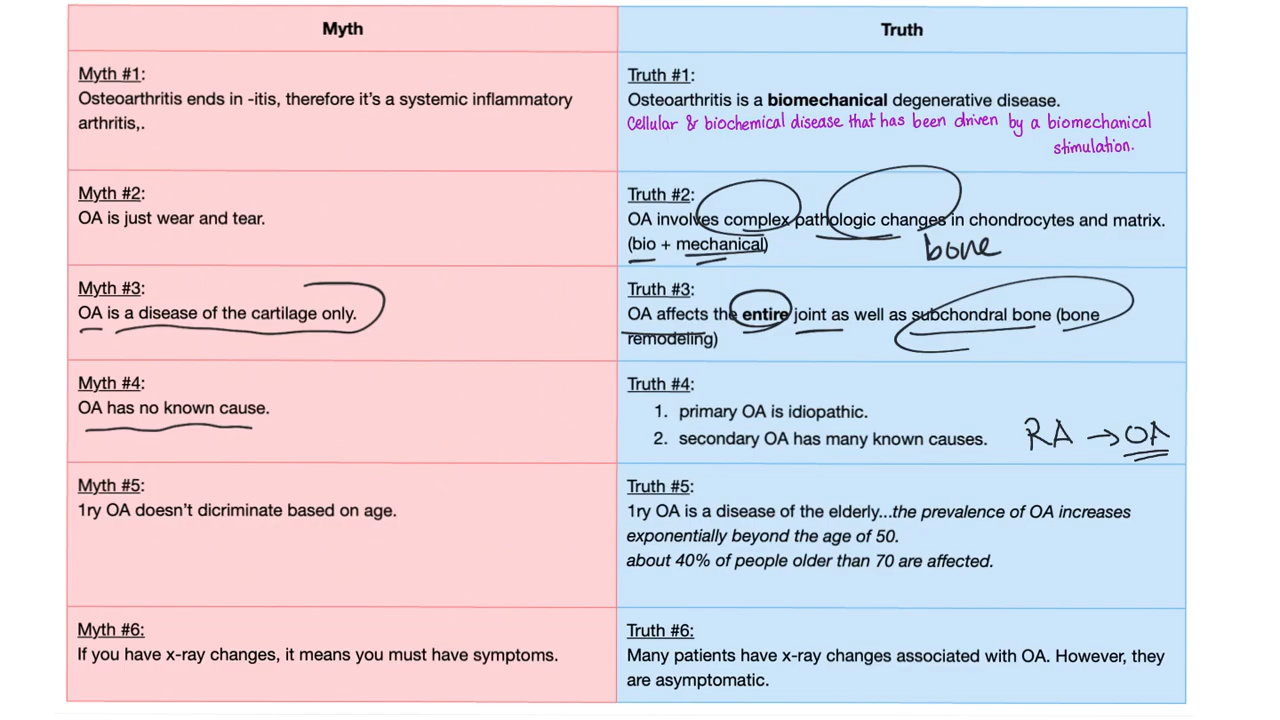 Myth
Truth
Myth #1:
Osteoarthritis ends in -itis, therefore it's a systemic inflammatory
arthritis,.
Truth #1:
Osteoarthritis is a biomechanical degenerative disease.
Cellular & biochemical disease that has been driven by a biomechanical
stimulation.
Myth #2:
OA is just wear and tear.
Truth #2:
OA involves complex pathologic changes in chondrocytes and matrix.
(bio + mechanical)
bone
Myth #3:
OA is a disease of the cartilage only.
Truth #3:
OA affects the entire joint as well as subchondral bone (bone
remodeling)
Myth #4:
OA has no known cause.
Truth #4:
1. primary OA is idiopathic.
2. secondary OA has many known causes.
RA → OA
Myth #5:
1ry OA doesn't dicriminate based on age.
Truth #5:
1ry OA is a disease of the elderly...the prevalence of OA increases
exponentially beyond the age of 50.
about 40% of people older than 70 are affected.
Myth #6:
If you have x-ray changes, it means you must have symptoms.
Truth #6:
Many patients have x-ray changes associated with OA. However, they
are asymptomatic.